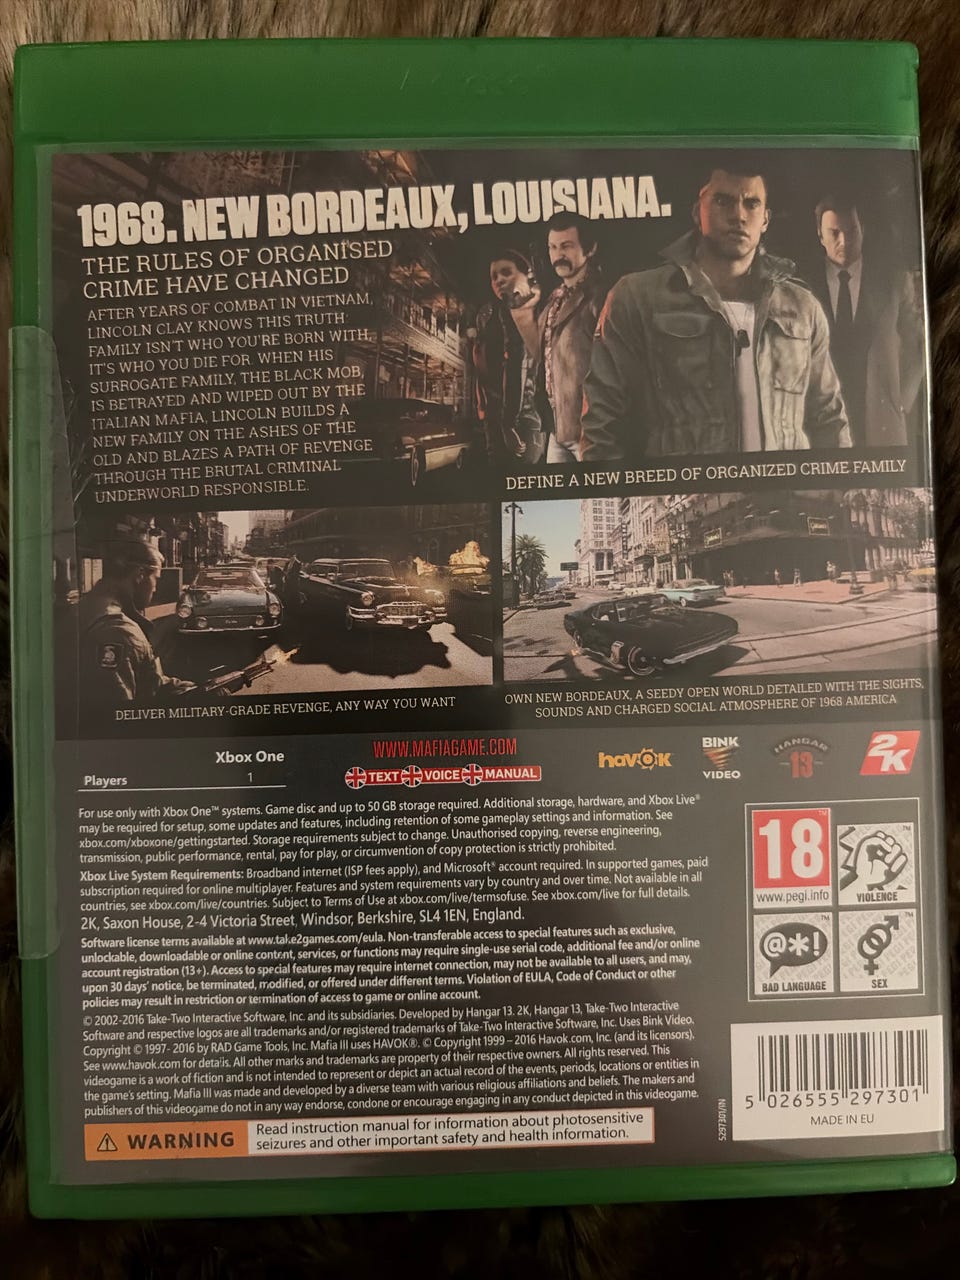 1968. NEW BORDEAUX, LOUISIANA.
THE RULES OF ORGANISED
CRIME HAVE CHANGED
AFTER YEARS OF COMBAT IN VIETNAM,
LINCOLN CLAY KNOWS THIS TRUTH:
FAMILY ISN'T WHO YOU'RE BORN WITH,
IT'S WHO YOU DIE FOR. WHEN HIS
SURROGATE FAMILY, THE BLACK MOB,
IS BETRAYED AND WIPED OUT BY THE
ITALIAN MAFIA, LINCOLN BUILDS A
NEW FAMILY ON THE ASHES OF THE
OLD AND BLAZES A PATH OF REVENGE
THROUGH THE BRUTAL CRIMINAL
UNDERWORLD RESPONSIBLE.
DEFINE A NEW BREED OF ORGANIZED CRIME FAMILY
DELIVER MILITARY-GRADE REVENGE, ANY WAY YOU WANT
OWN NEW BORDEAUX, A SEEDY OPEN WORLD DETAILED WITH THE SIGHTS,
SOUNDS AND CHARGED SOCIAL ATMOSPHERE OF 1968 AMERICA
Xbox One
Players 1
WWW.MAFIAGAME.COM
TEXT VOICE MANUAL
havok
BINK
VIDEO
HANGAR
13
2K
For use only with Xbox One™ systems. Game disc and up to 50 GB storage required. Additional storage, hardware, and Xbox Live®
may be required for setup, some updates and features, including retention of some gameplay settings and information. See
xbox.com/xboxone/gettingstarted. Storage requirements subject to change. Unauthorised copying, reverse engineering,
transmission, public performance, rental, pay for play, or circumvention of copy protection is strictly prohibited.
Xbox Live System Requirements: Broadband internet (ISP fees apply), and Microsoft® account required. In supported games, paid
subscription required for online multiplayer. Features and system requirements vary by country and over time. Not available in all
countries, see xbox.com/live/countries. Subject to Terms of Use at xbox.com/live/termsofuse. See xbox.com/live for full details.
2K, Saxon House, 2-4 Victoria Street, Windsor, Berkshire, SL4 1EN, England.
Software license terms available at www.take2games.com/eula. Non-transferable access to special features such as exclusive,
unlockable, downloadable or online content, services, or functions may require single-use serial code, additional fee and/or online
account registration (13+). Access to special features may require internet connection, may not be available to all users, and may,
upon 30 days' notice, be terminated, modified, or offered under different terms. Violation of EULA, Code of Conduct or other
policies may result in restriction or termination of access to game or online account.
© 2002-2016 Take-Two Interactive Software, Inc. and its subsidiaries. Developed by Hangar 13. 2K, Hangar 13, Take-Two Interactive
Software and respective logos are all trademarks and/or registered trademarks of Take-Two Interactive Software, Inc. Uses Bink Video.
Copyright © 1997-2016 by RAD Game Tools, Inc. Mafia III uses HAVOK®. © Copyright 1999 – 2016 Havok.com, Inc. (and its licensors).
See www.havok.com for details. All other marks and trademarks are property of their respective owners. All rights reserved. This
videogame is a work of fiction and is not intended to represent or depict an actual record of the events, periods, locations or entities in
the game's setting. Mafia III was made and developed by a diverse team with various religious affiliations and beliefs. The makers and
publishers of this videogame do not in any way endorse, condone or encourage engaging in any conduct depicted in this videogame.
WARNING
Read instruction manual for information about photosensitive
seizures and other important safety and health information.
18
www.pegi.info
VIOLENCE
@*!
BAD LANGUAGE
SEX
5297301/IN
5 026555 297301
MADE IN EU